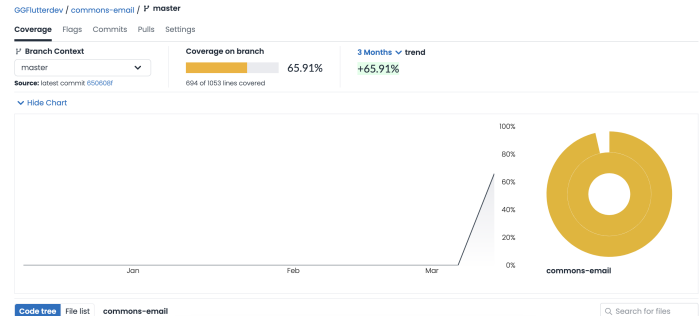 GGFlutterdev / commons-email / master
Coverage Flags Commits Pulls Settings
Branch Context
master
Source: latest commit 650608f
Coverage on branch
65.91%
694 of 1053 lines covered
3 Months trend
+65.91%
Hide Chart
100%
80%
60%
40%
20%
0%
Jan Feb Mar
commons-email
Code tree File list commons-email
Search for files